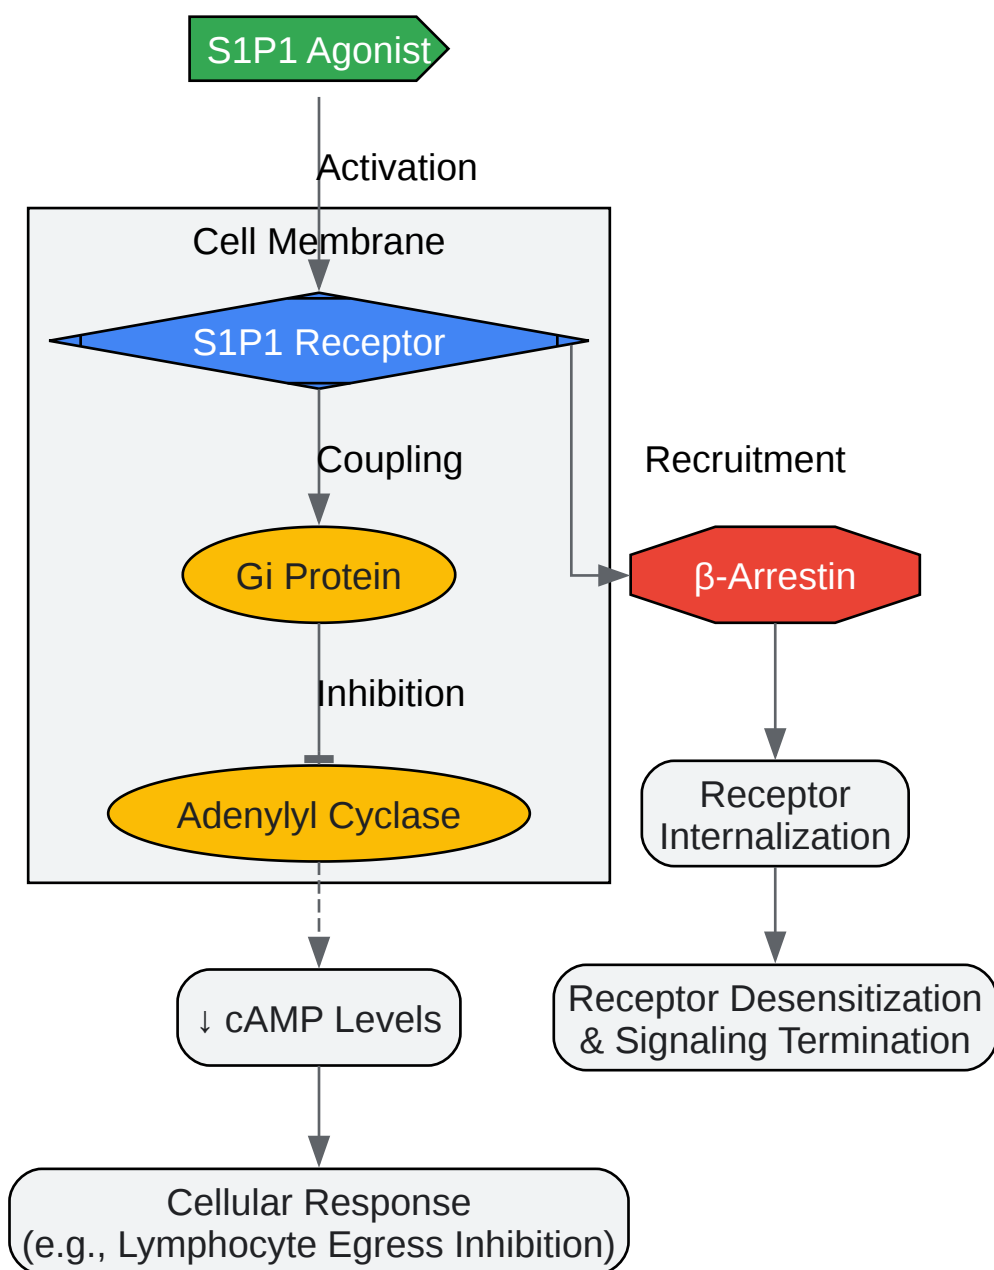 S1P1 Agonist
Activation
Cell Membrane
S1P1 Receptor
Coupling
Recruitment
Gi Protein
β-Arrestin
Inhibition
Adenylyl Cyclase
Receptor
Internalization
↓ cAMP Levels
Receptor Desensitization
& Signaling Termination
Cellular Response
(e.g., Lymphocyte Egress Inhibition)